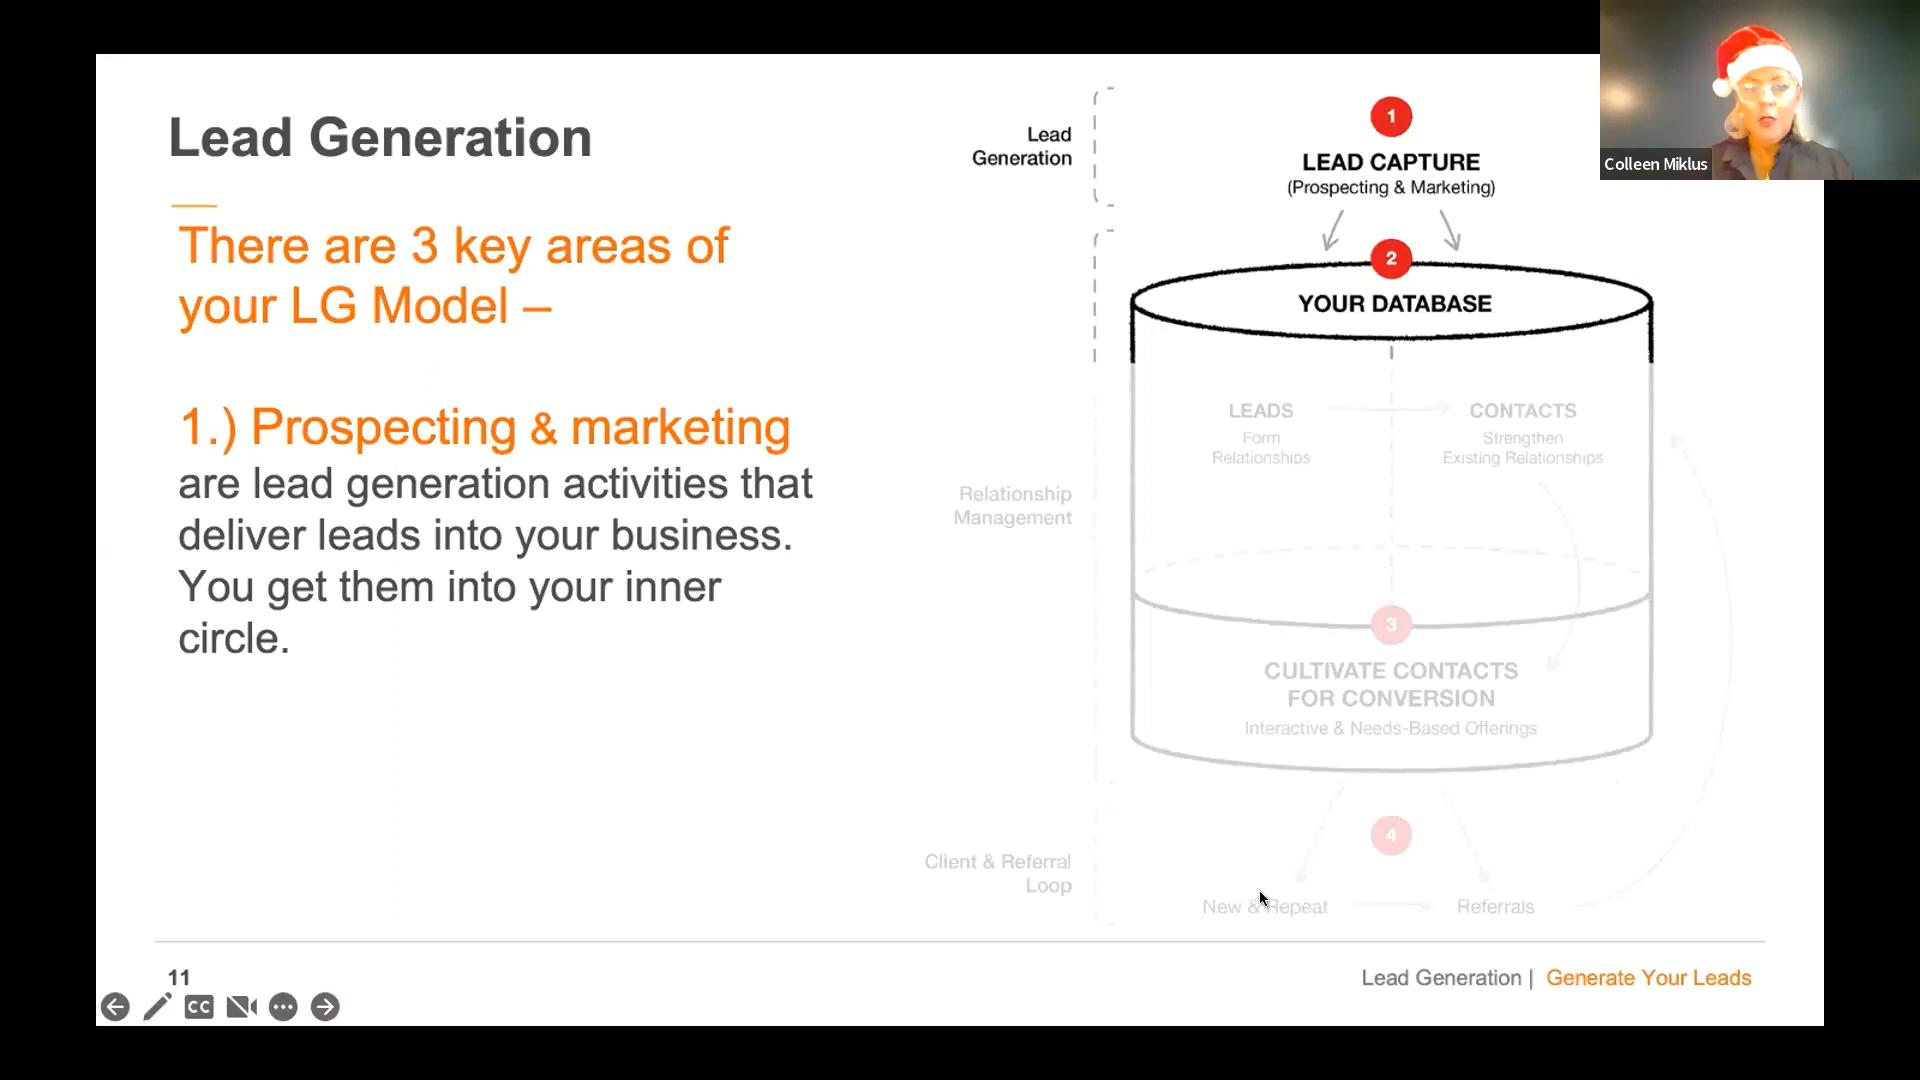 Lead Generation
There are 3 key areas of
your LG Model –
1.) Prospecting & marketing
are lead generation activities that
deliver leads into your business.
You get them into your inner
circle.
Lead
Generation
1
LEAD CAPTURE
(Prospecting & Marketing)
2
YOUR DATABASE
LEADS
Form
Relationships
CONTACTS
Strengthen
Existing Relationships
Relationship
Management
3
CULTIVATE CONTACTS
FOR CONVERSION
Interactive & Needs-Based Offerings
4
Client & Referral
Loop
New & Repeat
Referrals
11
Lead Generation | Generate Your Leads
CC
Colleen Miklus